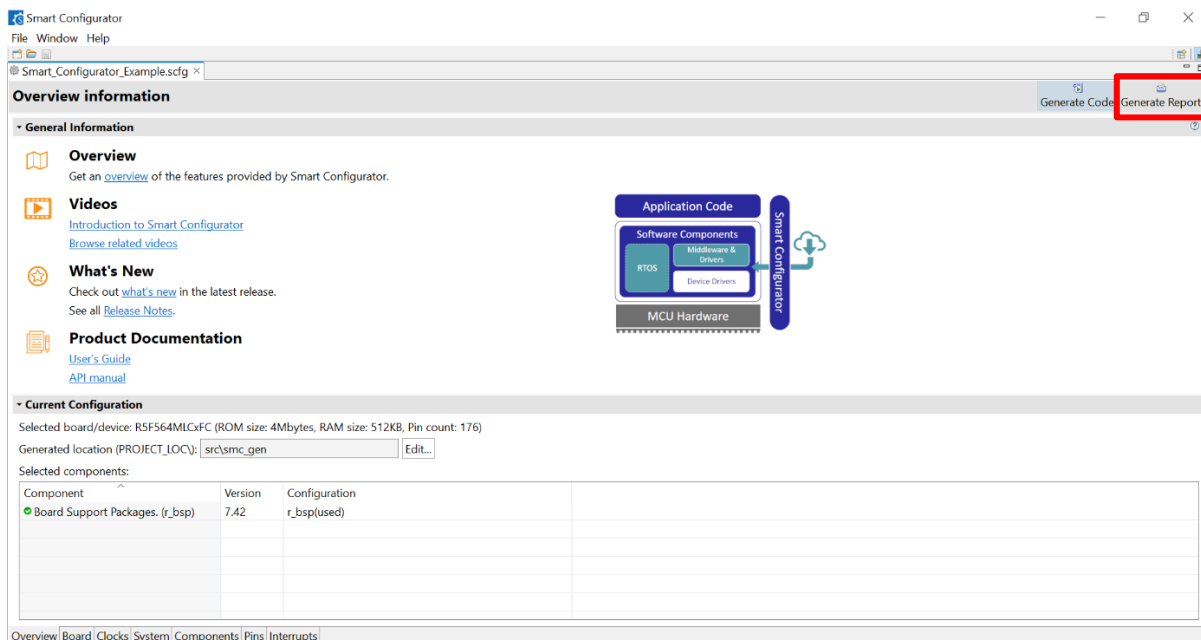 Smart Configurator
File Window Help
Smart_Configurator_Example.scfg
Overview information
Generate Code Generate Report
General Information
Overview
Get an overview of the features provided by Smart Configurator.
Videos
Introduction to Smart Configurator
Browse related videos
What's New
Check out what's new in the latest release.
See all Release Notes.
Product Documentation
User's Guide
API manual
Application Code
Software Components
RTOS
Middleware &
Drivers
Device Drivers
MCU Hardware
Smart Configurator
Current Configuration
Selected board/device: R5F564MLCxFC (ROM size: 4Mbytes, RAM size: 512KB, Pin count: 176)
Generated location (PROJECT_LOC\): src\smc_gen Edit...
Selected components:
Component Version Configuration
Board Support Packages. (r_bsp) 7.42 r_bsp(used)
Overview Board Clocks System Components Pins Interrupts